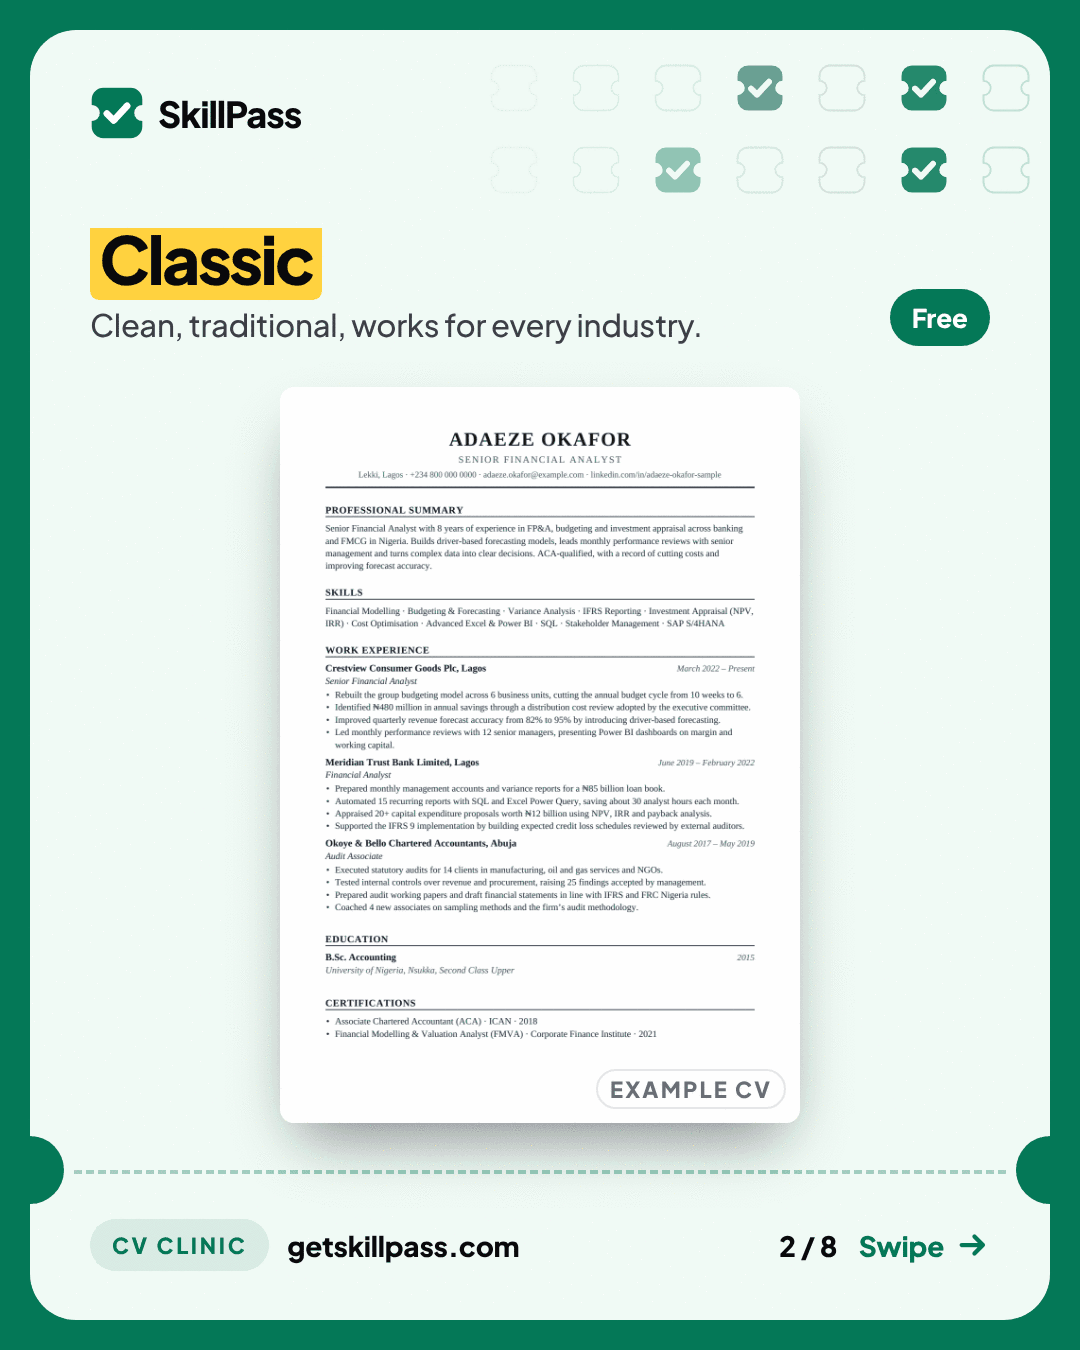 SkillPass
Classic
Clean, traditional, works for every industry.
Free
ADAEZE OKAFOR
SENIOR FINANCIAL ANALYST
Lekki, Lagos · +234 800 000 0000 · adaeze.okafor@example.com · linkedin.com/in/adaeze-okafor-sample
PROFESSIONAL SUMMARY
Senior Financial Analyst with 8 years of experience in FP&A, budgeting and investment appraisal across banking
and FMCG in Nigeria. Builds driver-based forecasting models, leads monthly performance reviews with senior
management and turns complex data into clear decisions. ACA-qualified, with a record of cutting costs and
improving forecast accuracy.
SKILLS
Financial Modelling · Budgeting & Forecasting · Variance Analysis · IFRS Reporting · Investment Appraisal (NPV,
IRR) · Cost Optimisation · Advanced Excel & Power BI · SQL · Stakeholder Management · SAP S/4HANA
WORK EXPERIENCE
Crestview Consumer Goods Plc, Lagos March 2022 – Present
Senior Financial Analyst
• Rebuilt the group budgeting model across 6 business units, cutting the annual budget cycle from 10 weeks to 6.
• Identified ₦480 million in annual savings through a distribution cost review adopted by the executive committee.
• Improved quarterly revenue forecast accuracy from 82% to 95% by introducing driver-based forecasting.
• Led monthly performance reviews with 12 senior managers, presenting Power BI dashboards on margin and
working capital.
Meridian Trust Bank Limited, Lagos June 2019 – February 2022
Financial Analyst
• Prepared monthly management accounts and variance reports for a ₦85 billion loan book.
• Automated 15 recurring reports with SQL and Excel Power Query, saving about 30 analyst hours each month.
• Appraised 20+ capital expenditure proposals worth ₦12 billion using NPV, IRR and payback analysis.
• Supported the IFRS 9 implementation by building expected credit loss schedules reviewed by external auditors.
Okoye & Bello Chartered Accountants, Abuja August 2017 – May 2019
Audit Associate
• Executed statutory audits for 14 clients in manufacturing, oil and gas services and NGOs.
• Tested internal controls over revenue and procurement, raising 25 findings accepted by management.
• Prepared audit working papers and draft financial statements in line with IFRS and FRC Nigeria rules.
• Coached 4 new associates on sampling methods and the firm's audit methodology.
EDUCATION
B.Sc. Accounting 2015
University of Nigeria, Nsukka, Second Class Upper
CERTIFICATIONS
• Associate Chartered Accountant (ACA) · ICAN · 2018
• Financial Modelling & Valuation Analyst (FMVA) · Corporate Finance Institute · 2021
EXAMPLE CV
CV CLINIC getskillpass.com 2 / 8 Swipe →